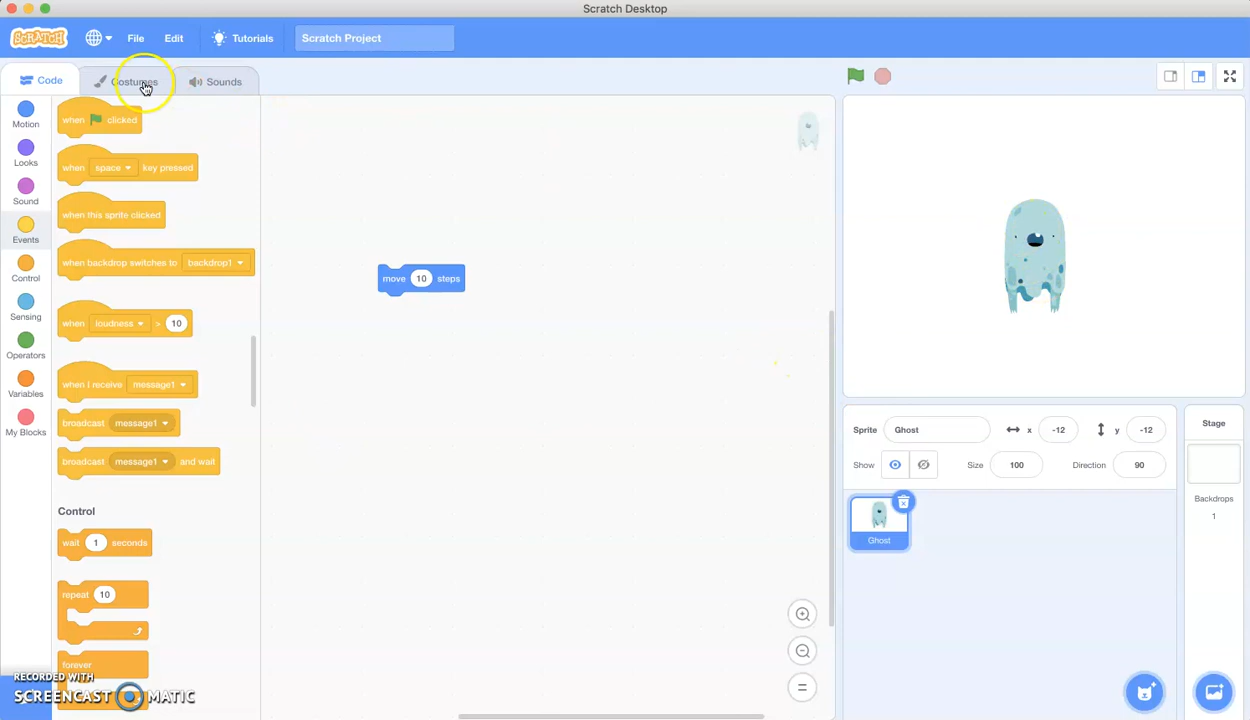 Scratch Desktop
SCRATCH
File
Edit
Tutorials
Scratch Project
Code
Costumes
Sounds
Motion
Looks
Sound
Events
Control
Sensing
Operators
Variables
My Blocks
when clicked
when space key pressed
when this sprite clicked
when backdrop switches to backdrop1
when loudness > 10
when I receive message1
broadcast message1
broadcast message1 and wait
Control
wait 1 seconds
repeat 10
forever
move 10 steps
Sprite
Ghost
x
-12
y
-12
Show
Size
100
Direction
90
Ghost
Stage
Backdrops
1
RECORDED WITH
SCREENCAST MATIC